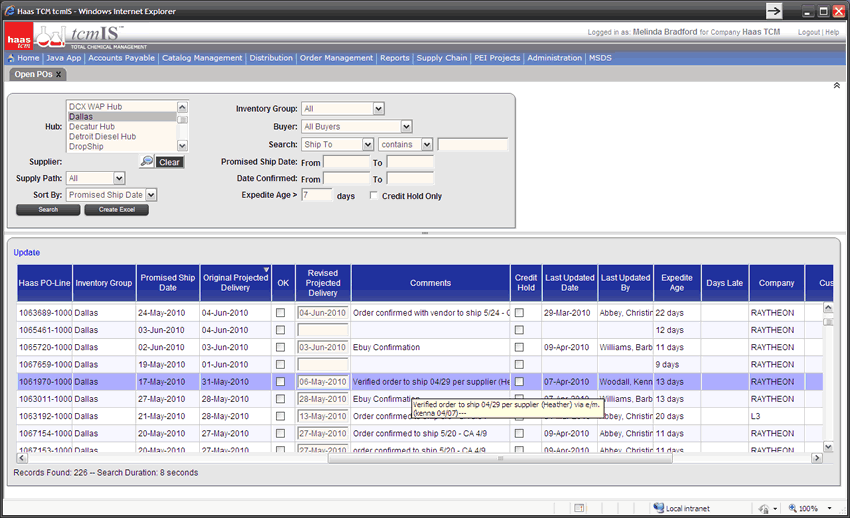 Haas TCM tcmIS - Windows Internet Explorer
haas tcm tcmIS
TOTAL CHEMICAL MANAGEMENT
Logged in as: Melinda Bradford for Company Haas TCM Logout | Help
Home Java App Accounts Payable Catalog Management Distribution Order Management Reports Supply Chain PEI Projects Administration MSDS
Open POs x
Hub: DCX WAP Hub
Dallas
Decatur Hub
Detroit Diesel Hub
DropShip
Inventory Group: All
Buyer: All Buyers
Search: Ship To contains
Supplier: Clear
Promised Ship Date: From To
Supply Path: All
Date Confirmed: From To
Sort By: Promised Ship Date
Expedite Age > 7 days Credit Hold Only
Search Create Excel
Update
Haas PO-Line Inventory Group Promised Ship Date Original Projected Delivery OK Revised Projected Delivery Comments Credit Hold Last Updated Date Last Updated By Expedite Age Days Late Company Cus
1063689-1000 Dallas 24-May-2010 04-Jun-2010 04-Jun-2010 Order confirmed with vendor to ship 5/24 - C 29-Mar-2010 Abbey, Christin 22 days RAYTHEON
1065461-1000 Dallas 03-Jun-2010 04-Jun-2010 12 days RAYTHEON
1065720-1000 Dallas 02-Jun-2010 03-Jun-2010 03-Jun-2010 Ebuy Confirmation 09-Apr-2010 Williams, Barb 11 days RAYTHEON
1067659-1000 Dallas 19-May-2010 01-Jun-2010 9 days RAYTHEON
1061970-1000 Dallas 17-May-2010 31-May-2010 06-May-2010 Verified order to ship 04/29 per supplier (He 07-Apr-2010 Woodall, Kenn 13 days RAYTHEON
1063011-1000 Dallas 27-May-2010 28-May-2010 28-May-2010 Ebuy Confirmation 07-Apr-2010 Williams, Barb 13 days RAYTHEON
Verified order to ship 04/29 per supplier (Heather) via e/m.
(kenna 04/07)---
1063192-1000 Dallas 21-May-2010 28-May-2010 13-May-2010 Order confirmed Abbey, Christin 20 days L3
1067154-1000 Dallas 20-May-2010 27-May-2010 27-May-2010 Order confirmed to ship 5/20 - CA 4/9 09-Apr-2010 Abbey, Christin 11 days RAYTHEON
1067153-1000 Dallas 20-May-2010 27-May-2010 27-May-2010 order confirmed to ship 5/20 - CA 4/9 09-Apr-2010 Abbey, Christin 11 days RAYTHEON
Records Found: 226 -- Search Duration: 8 seconds
Local intranet 100%